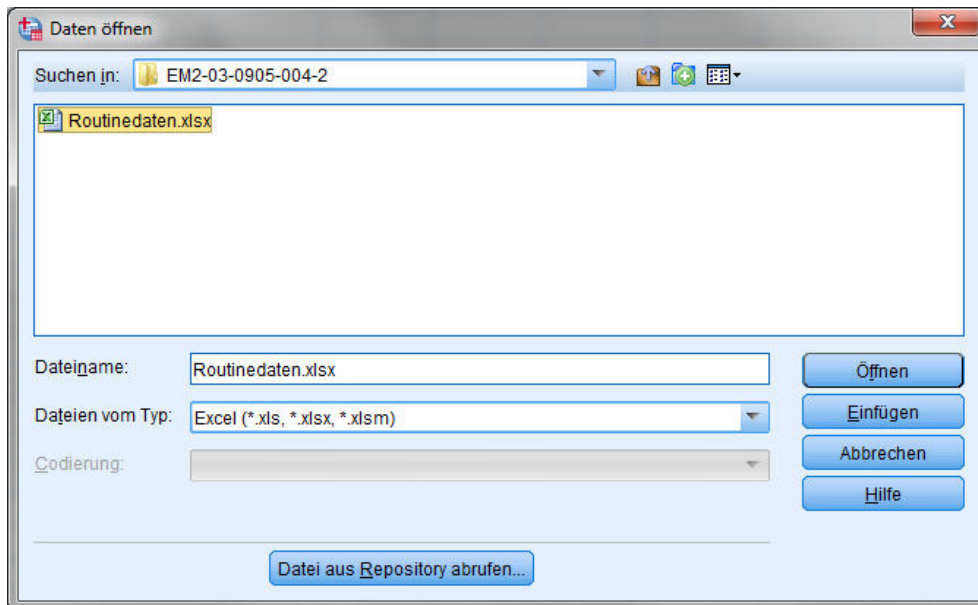 Daten öffnen
Suchen in: EM2-03-0905-004-2
Routinedaten.xlsx
Dateiname: Routinedaten.xlsx
Dateien vom Typ: Excel (*.xls, *.xlsx, *.xlsm)
Codierung:
Öffnen
Einfügen
Abbrechen
Hilfe
Datei aus Repository abrufen...